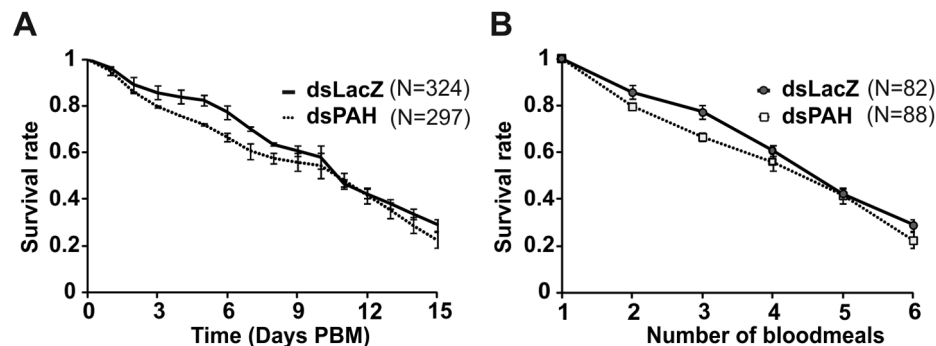 A
Survival rate
1
0.8
0.6
0.4
0.2
0
0 3 6 9 12 15
Time (Days PBM)
dsLacZ (N=324)
dsPAH (N=297)
B
Survival rate
1
0.8
0.6
0.4
0.2
0
1 2 3 4 5 6
Number of bloodmeals
dsLacZ (N=82)
dsPAH (N=88)